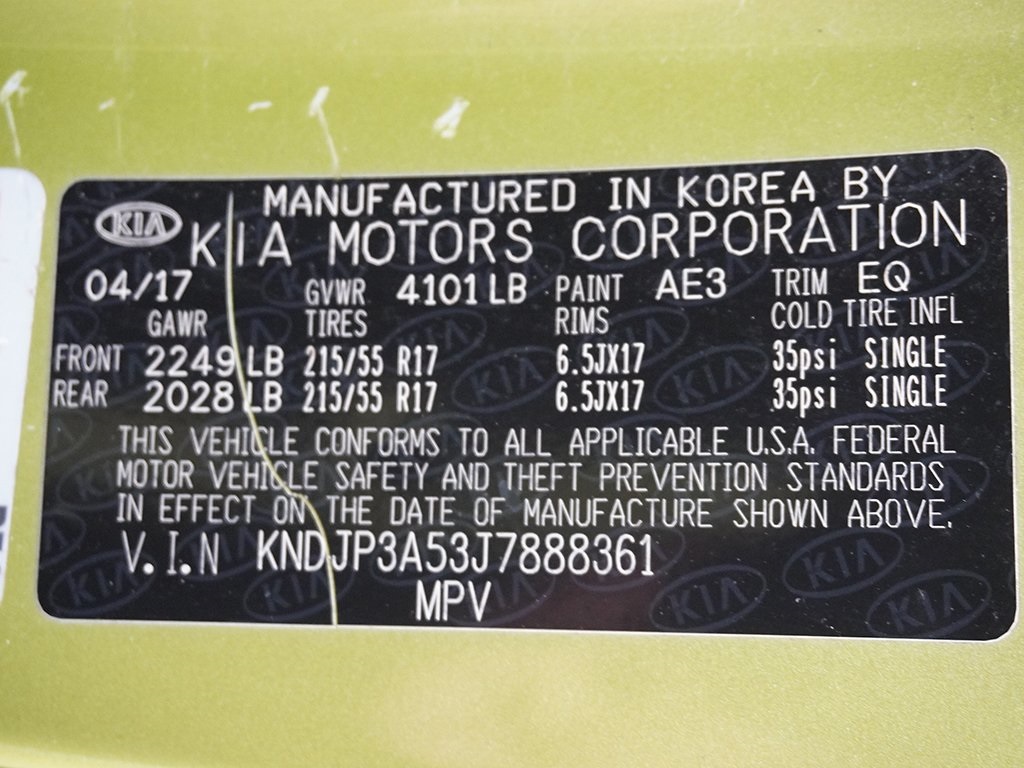 MANUFACTURED IN KOREA BY
KIA KIA MOTORS CORPORATION
04/17 GVWR 4101 LB PAINT AE3 TRIM EQ
GAWR TIRES RIMS COLD TIRE INFL
FRONT 2249 LB 215/55 R17 6.5JX17 35psi SINGLE
REAR 2028 LB 215/55 R17 6.5JX17 35psi SINGLE
THIS VEHICLE CONFORMS TO ALL APPLICABLE U.S.A. FEDERAL
MOTOR VEHICLE SAFETY AND THEFT PREVENTION STANDARDS
IN EFFECT ON THE DATE OF MANUFACTURE SHOWN ABOVE.
V.I.N KNDJP3A53J7888361
MPV